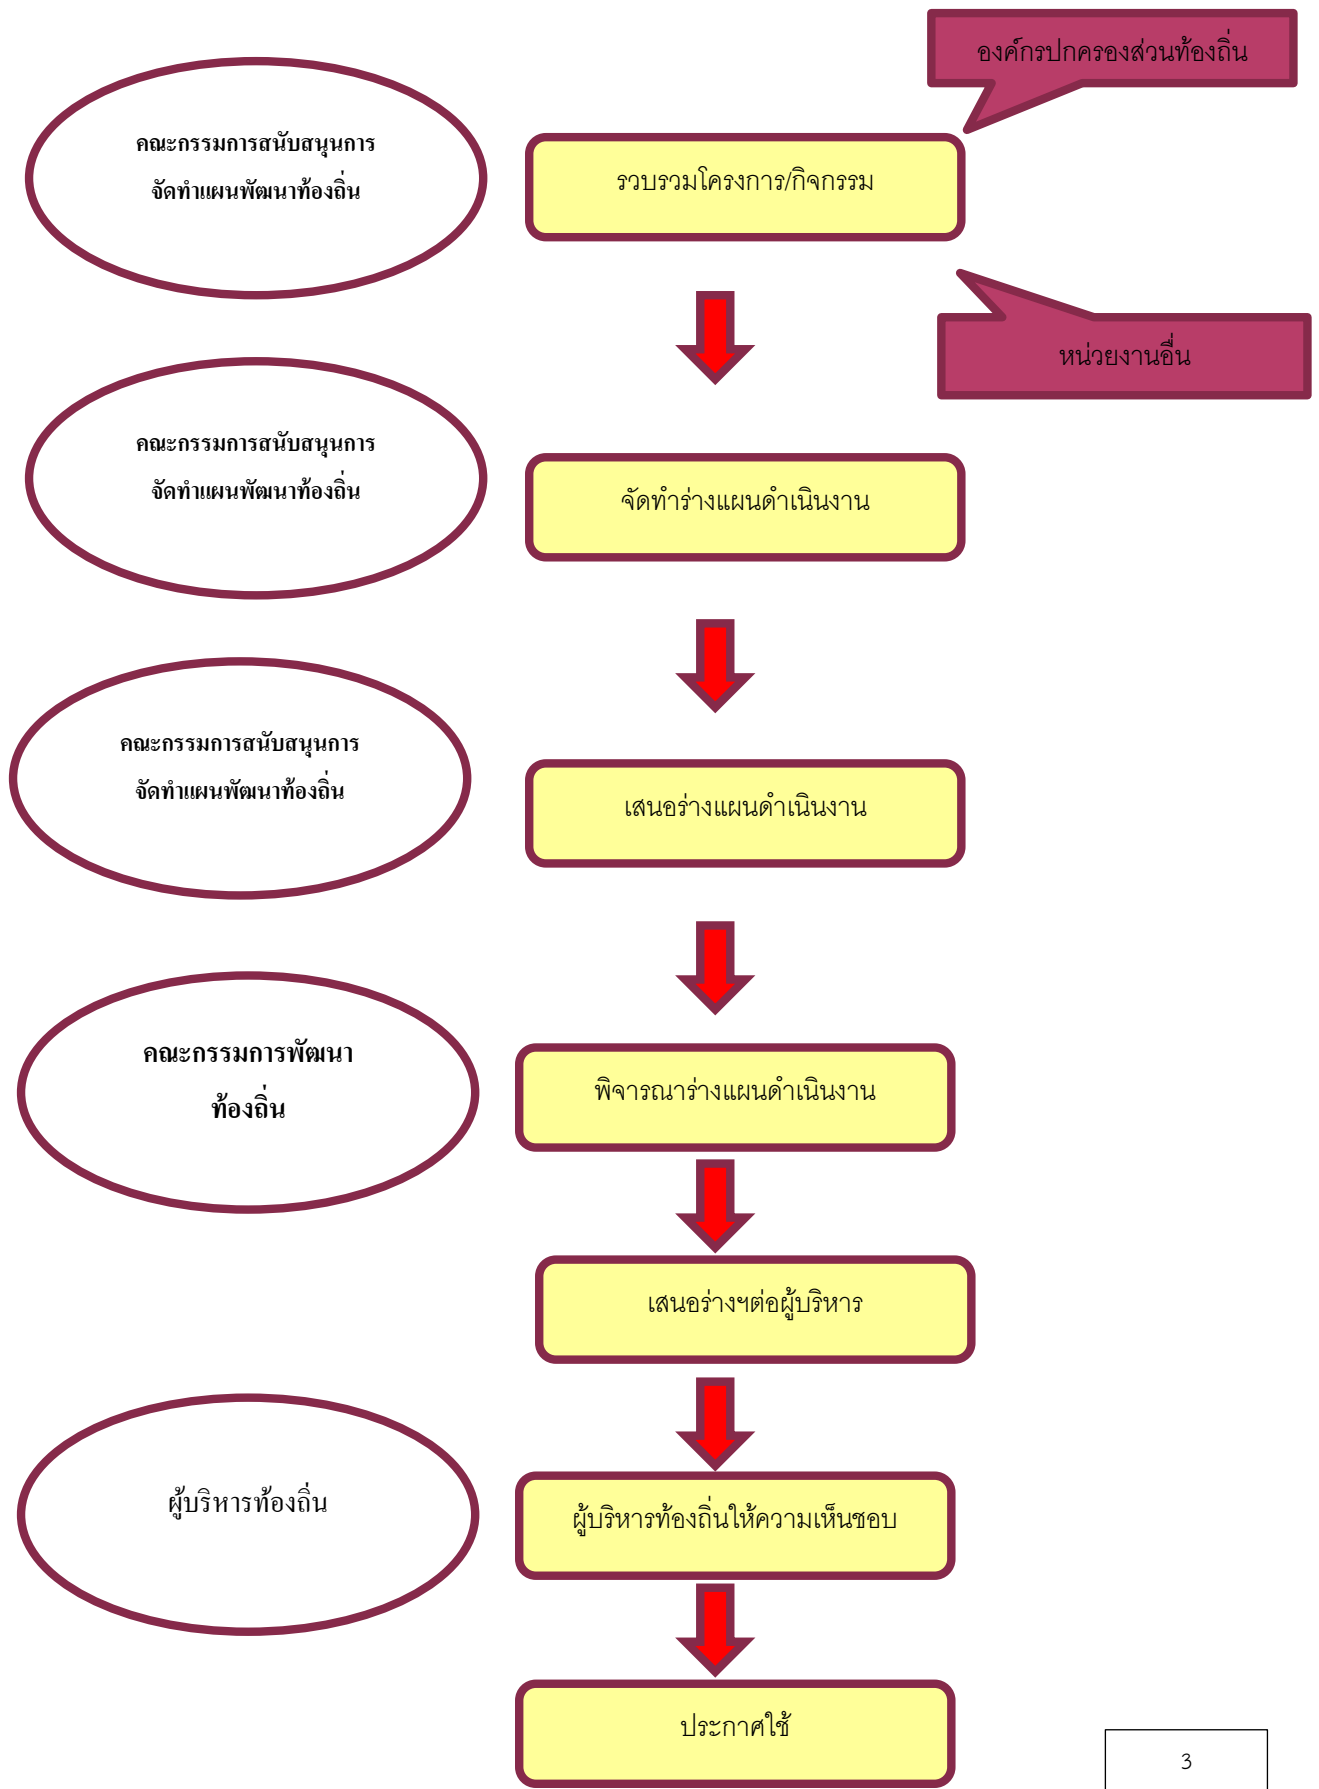 องค์กรปกครองส่วนท้องถิ่น
คณะกรรมการสนับสนุนการ
จัดทำแผนพัฒนาท้องถิ่น
รวบรวมโครงการ/กิจกรรม
หน่วยงานอื่น
คณะกรรมการสนับสนุนการ
จัดทำแผนพัฒนาท้องถิ่น
จัดทำร่างแผนดำเนินงาน
คณะกรรมการสนับสนุนการ
จัดทำแผนพัฒนาท้องถิ่น
เสนอร่างแผนดำเนินงาน
คณะกรรมการพัฒนา
ท้องถิ่น
พิจารณาร่างแผนดำเนินงาน
เสนอร่างฯต่อผู้บริหาร
ผู้บริหารท้องถิ่น
ผู้บริหารท้องถิ่นให้ความเห็นชอบ
ประกาศใช้
3